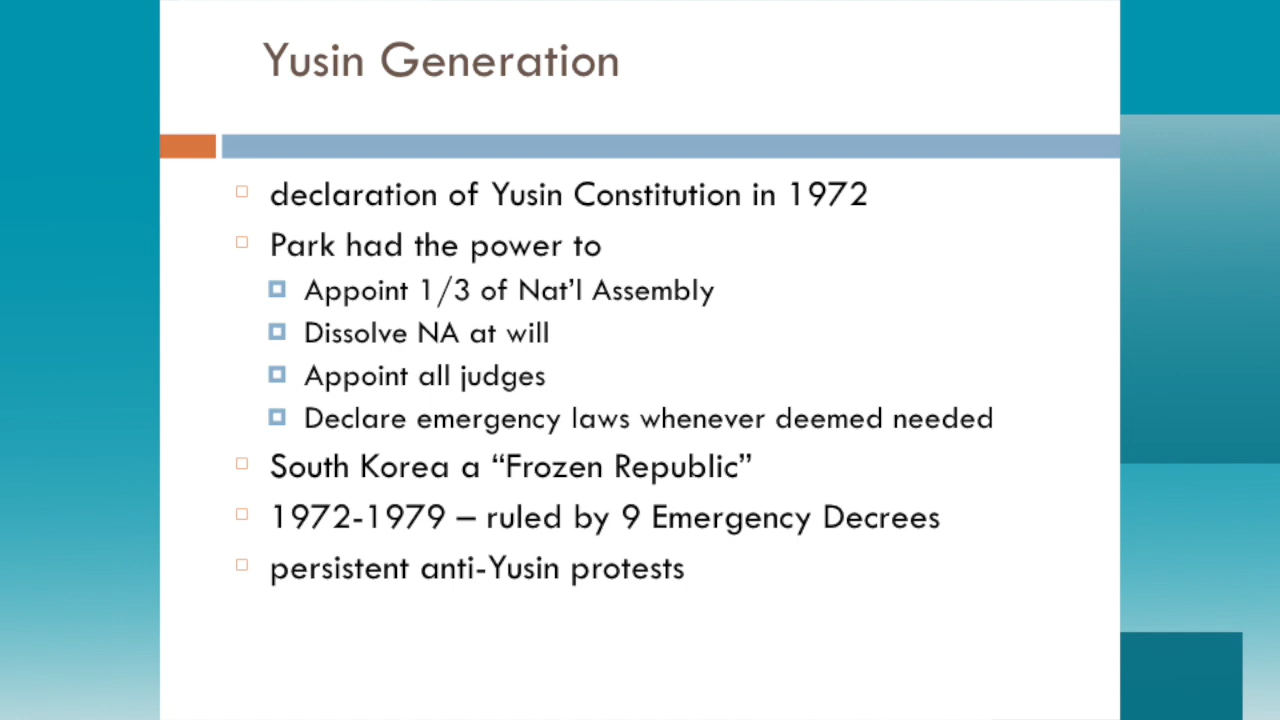 Yusin Generation
declaration of Yusin Constitution in 1972
Park had the power to
Appoint 1/3 of Nat’l Assembly
Dissolve NA at will
Appoint all judges
Declare emergency laws whenever deemed needed
South Korea a “Frozen Republic”
1972-1979 – ruled by 9 Emergency Decrees
persistent anti-Yusin protests